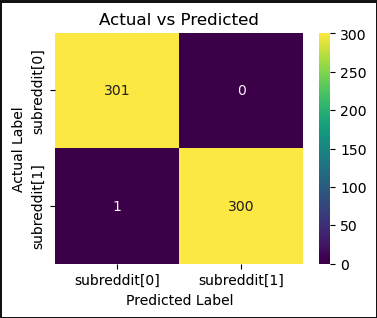 Actual vs Predicted
Actual Label
subreddit[0]
subreddit[1]
301
0
1
300
subreddit[0]
subreddit[1]
Predicted Label
300
250
200
150
100
50
0